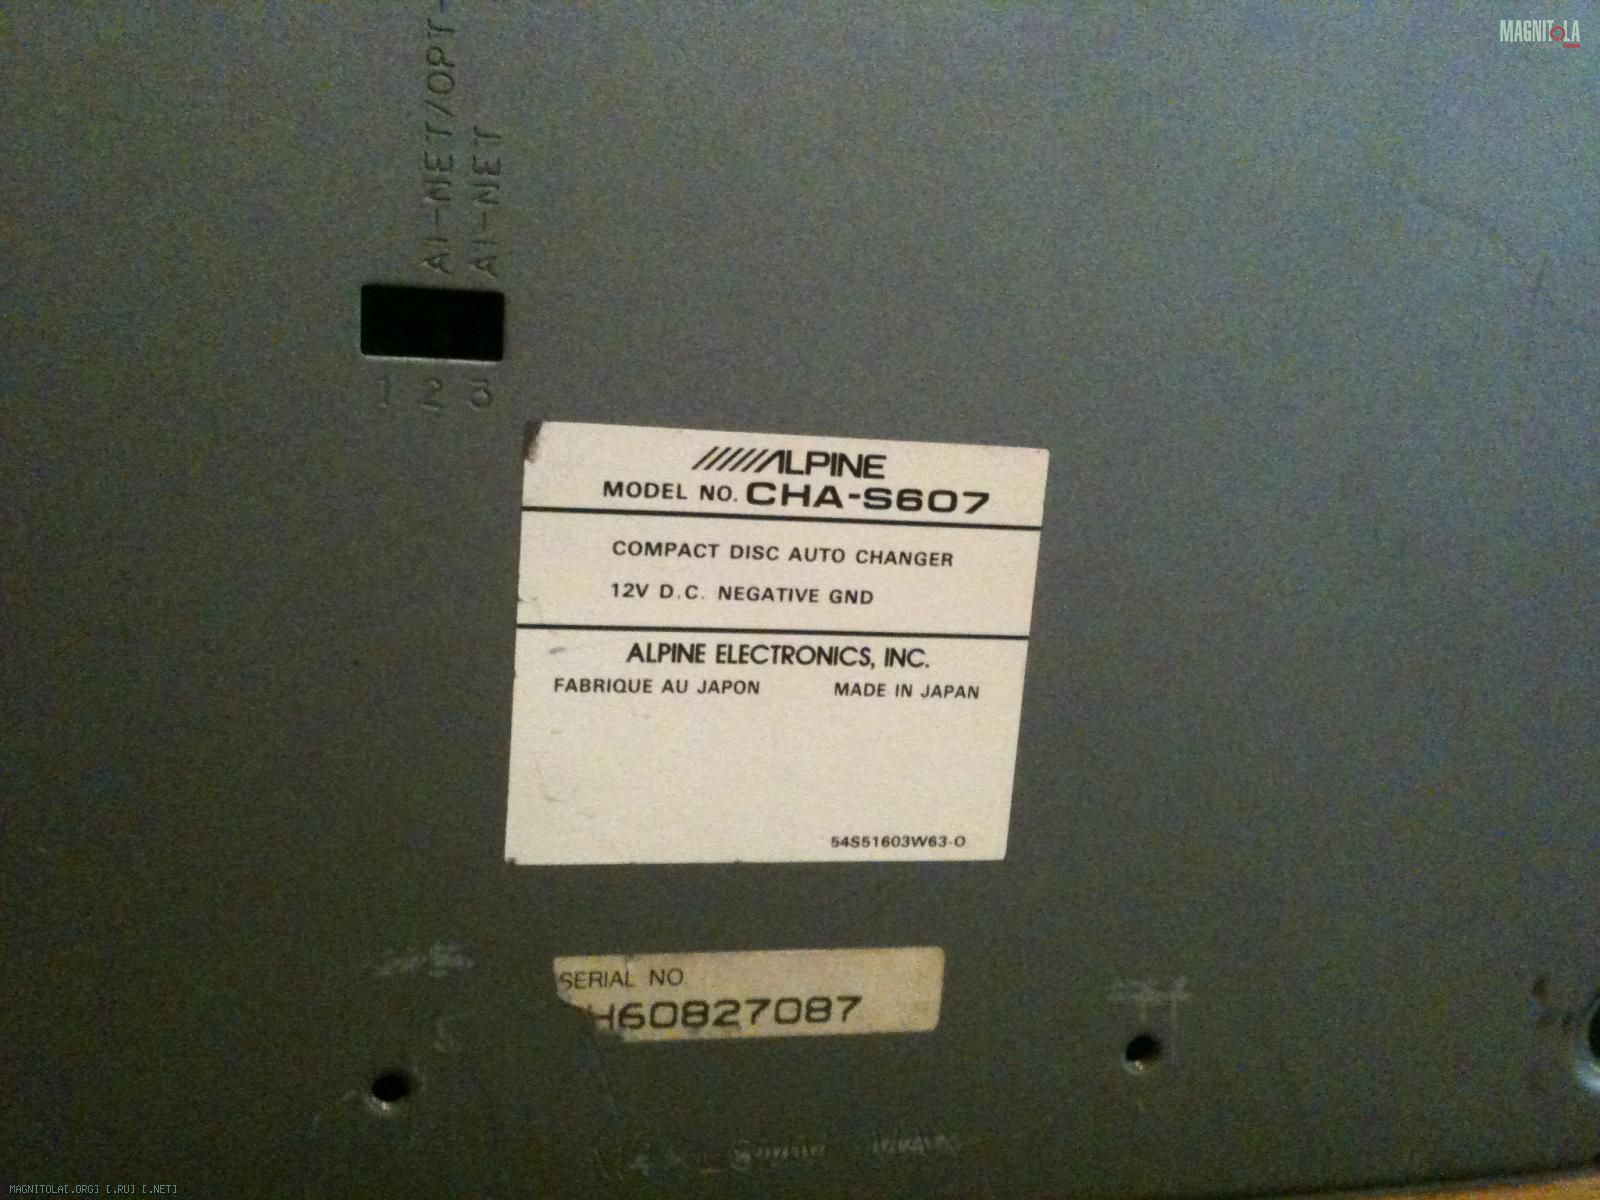 MAGNITOLA
AI-NET/OPT-
AI-NET
1 2 3
ALPINE
MODEL NO. CHA-S607
COMPACT DISC AUTO CHANGER
12V D.C. NEGATIVE GND
ALPINE ELECTRONICS, INC.
FABRIQUE AU JAPON MADE IN JAPAN
54S51603W63-O
SERIAL NO
H60827087
MAGNITOLA[.ORG] [.RU] [.NET]